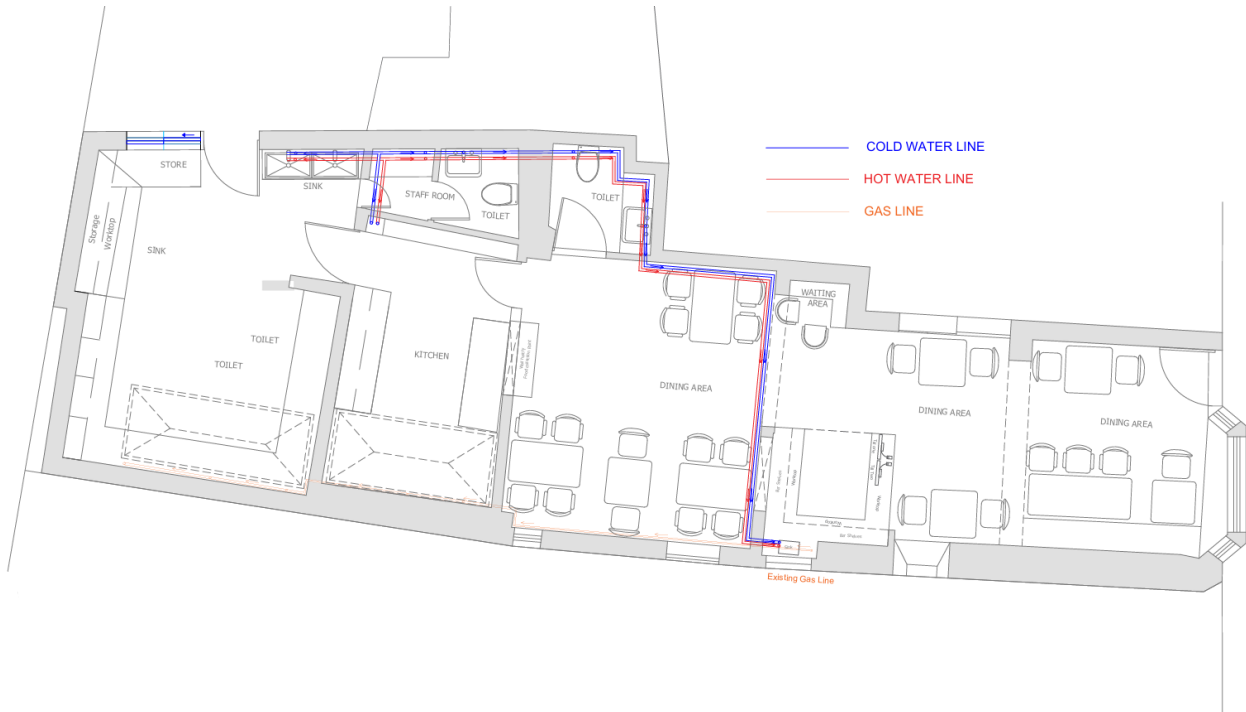 COLD WATER LINE
HOT WATER LINE
GAS LINE
STORE
SINK
STAFF ROOM
TOILET
TOILET
Storage
Worktop
SINK
TOILET
TOILET
KITCHEN
DINING AREA
WAITING
AREA
DINING AREA
DINING AREA
Existing Gas Line